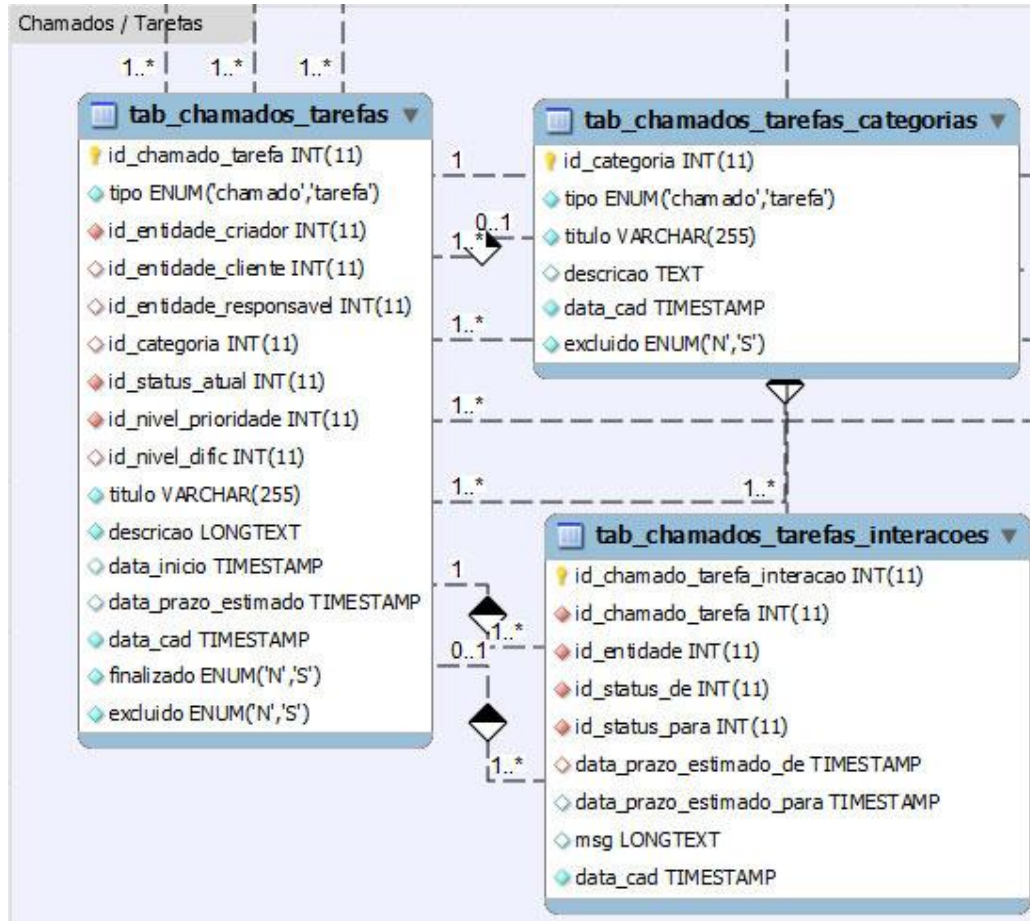 Chamados / Tarefas
1..* 1..* 1..*
tab_chamados_tarefas
id_chamado_tarefa INT(11)
tipo ENUM('chamado','tarefa')
id_entidade_criador INT(11)
id_entidade_cliente INT(11)
id_entidade_responsavel INT(11)
id_categoria INT(11)
id_status_atual INT(11)
id_nivel_prioridade INT(11)
id_nivel_dific INT(11)
titulo VARCHAR(255)
descricao LONGTEXT
data_inicio TIMESTAMP
data_prazo_estimado TIMESTAMP
data_cad TIMESTAMP
finalizado ENUM('N','S')
excluido ENUM('N','S')
1
0..1
1..*
1..*
1..*
1..*
1..*
1
1..*
0..1
1..*
tab_chamados_tarefas_categorias
id_categoria INT(11)
tipo ENUM('chamado','tarefa')
titulo VARCHAR(255)
descricao TEXT
data_cad TIMESTAMP
excluido ENUM('N','S')
tab_chamados_tarefas_interacoes
id_chamado_tarefa_interacao INT(11)
id_chamado_tarefa INT(11)
id_entidade INT(11)
id_status_de INT(11)
id_status_para INT(11)
data_prazo_estimado_de TIMESTAMP
data_prazo_estimado_para TIMESTAMP
msg LONGTEXT
data_cad TIMESTAMP